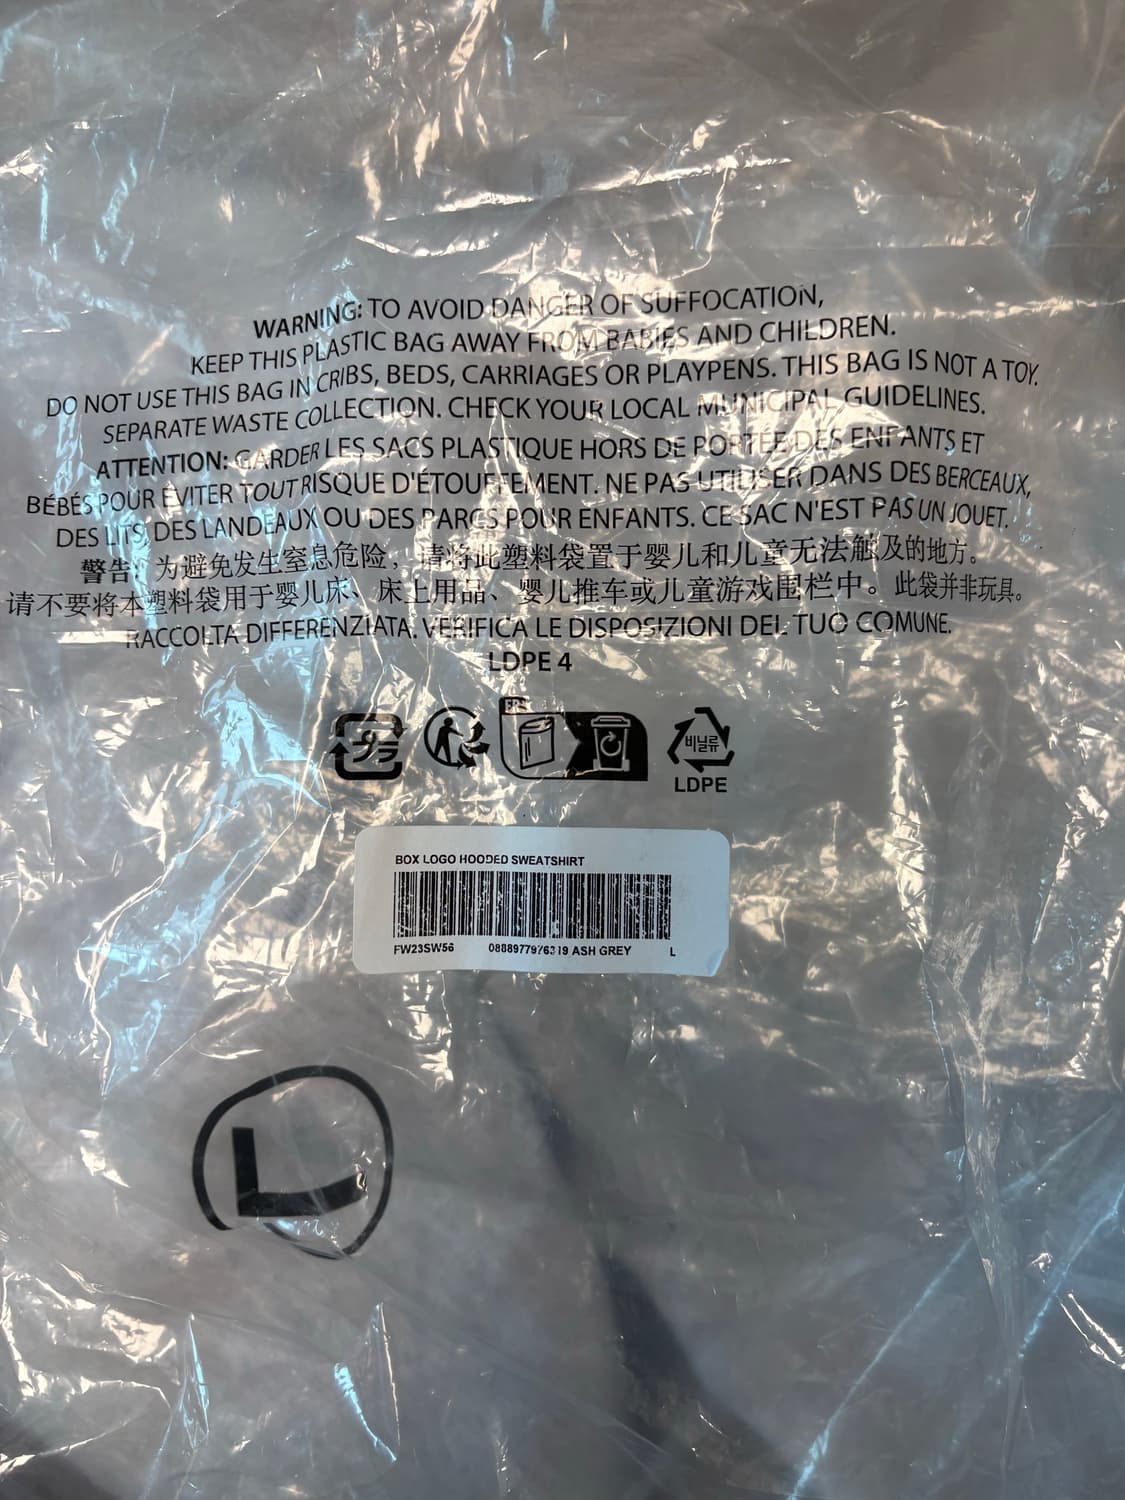 WARNING: TO AVOID DANGER OF SUFFOCATION,
KEEP THIS PLASTIC BAG AWAY FROM BABIES AND CHILDREN.
DO NOT USE THIS BAG IN CRIBS, BEDS, CARRIAGES OR PLAYPENS. THIS BAG IS NOT A TOY.
SEPARATE WASTE COLLECTION. CHECK YOUR LOCAL MUNICIPAL GUIDELINES.
ATTENTION: GARDER LES SACS PLASTIQUE HORS DE PORTÉE DES ENFANTS ET
BÉBÉS POUR ÉVITER TOUT RISQUE D'ÉTOUFFEMENT. NE PAS UTILISER DANS DES BERCEAUX,
DES LITS, DES LANDEAUX OU DES PARCS POUR ENFANTS. CE SAC N'EST PAS UN JOUET.
警告：为避免发生窒息危险，请将此塑料袋置于婴儿和儿童无法触及的地方。
请不要将本塑料袋用于婴儿床、床上用品、婴儿推车或儿童游戏围栏中。此袋并非玩具。
RACCOLTA DIFFERENZIATA. VERIFICA LE DISPOSIZIONI DEL TUO COMUNE.
LDPE 4
プラ
FR
비닐류
LDPE
BOX LOGO HOODED SWEATSHIRT
FW23SW56 0888977976319 ASH GREY L
L